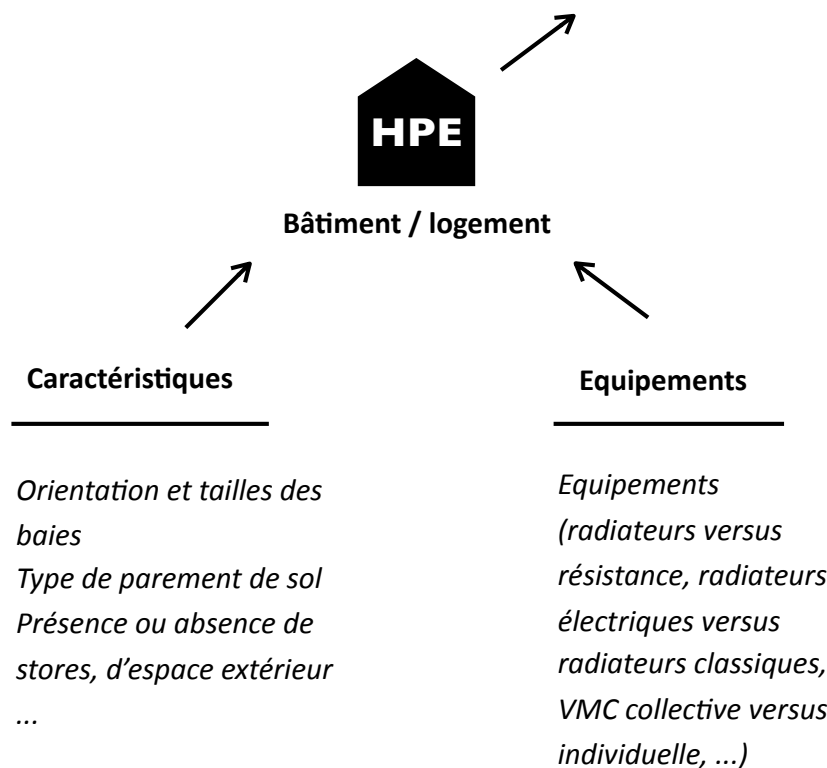 HPE
Bâtiment / logement
Caractéristiques
Orientation et tailles des
baies
Type de parement de sol
Présence ou absence de
stores, d’espace extérieur
...
Equipements
Equipements
(radiateurs versus
résistance, radiateurs
électriques versus
radiateurs classiques,
VMC collective versus
individuelle, ...)